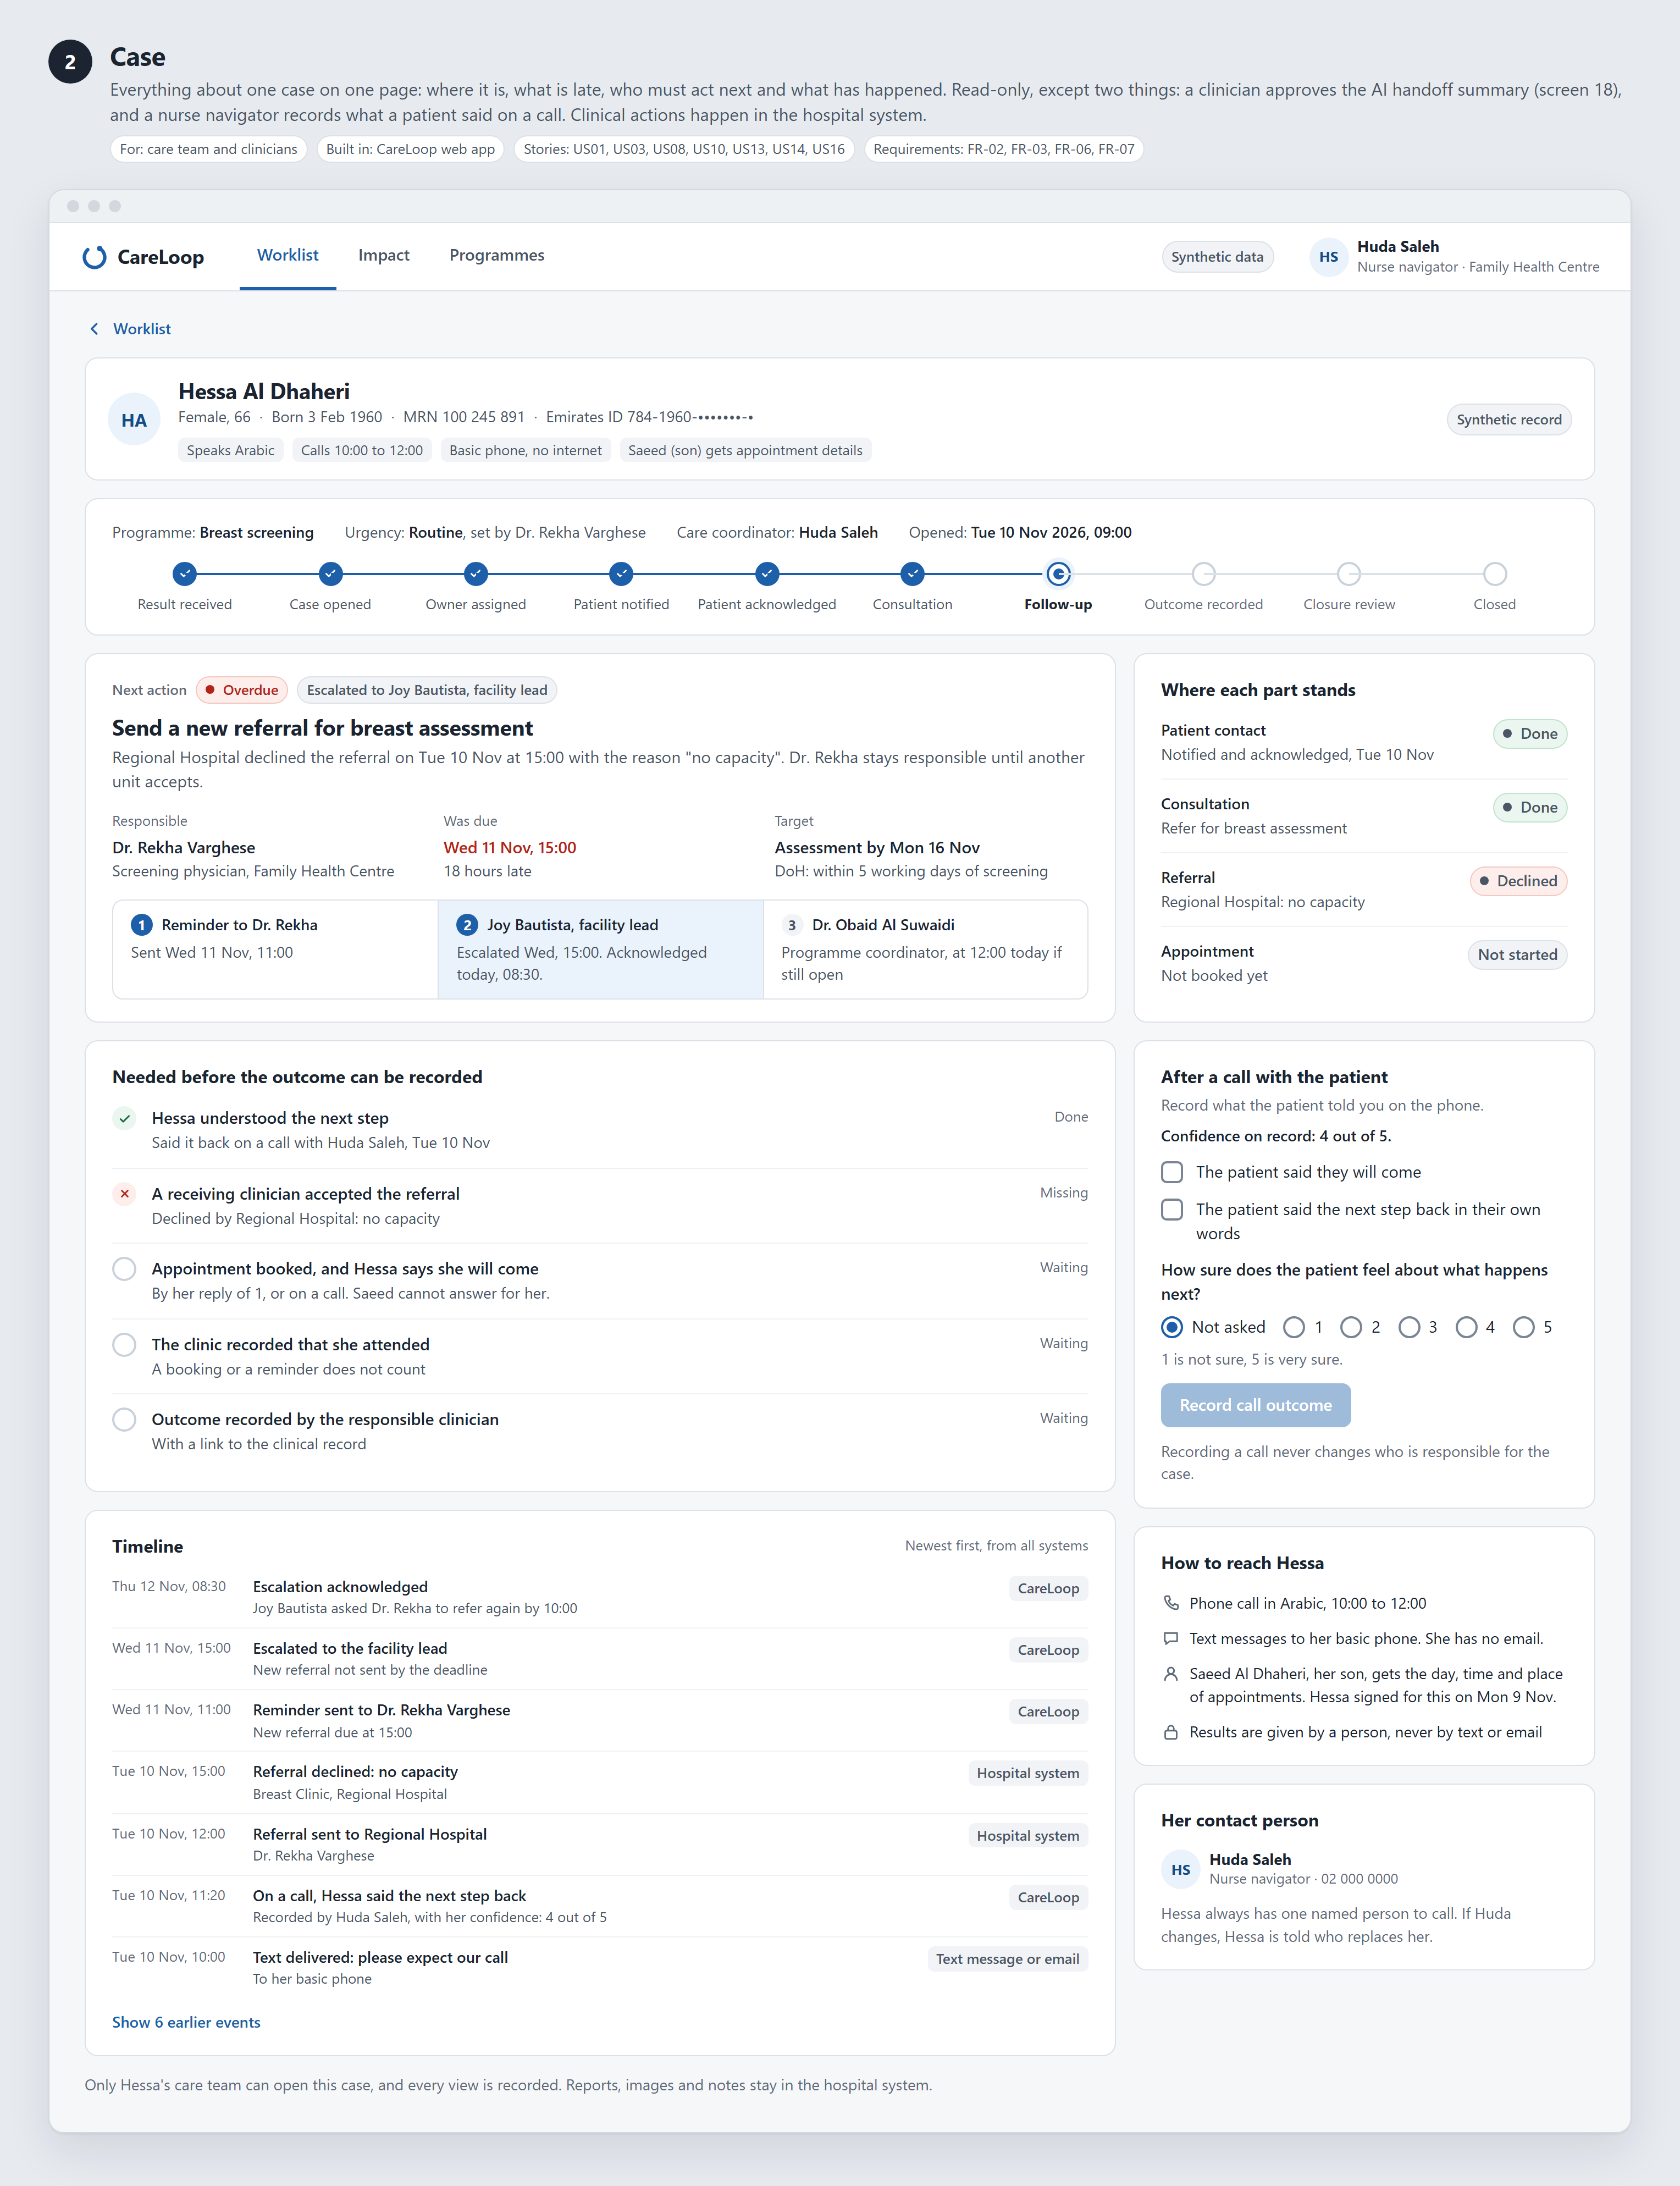 2
Case
Everything about one case on one page: where it is, what is late, who must act next and what has happened. Read-only, except two things: a clinician approves the AI handoff summary (screen 18),
and a nurse navigator records what a patient said on a call. Clinical actions happen in the hospital system.
For: care team and clinicians
Built in: CareLoop web app
Stories: US01, US03, US08, US10, US13, US14, US16
Requirements: FR-02, FR-03, FR-06, FR-07
CareLoop
Worklist
Impact
Programmes
Synthetic data
HS
Huda Saleh
Nurse navigator · Family Health Centre
Worklist
HA
Hessa Al Dhaheri
Female, 66 · Born 3 Feb 1960 · MRN 100 245 891 · Emirates ID 784-1960-•••••••-•
Speaks Arabic
Calls 10:00 to 12:00
Basic phone, no internet
Saeed (son) gets appointment details
Synthetic record
Programme: Breast screening
Urgency: Routine, set by Dr. Rekha Varghese
Care coordinator: Huda Saleh
Opened: Tue 10 Nov 2026, 09:00
Result received
Case opened
Owner assigned
Patient notified
Patient acknowledged
Consultation
Follow-up
Outcome recorded
Closure review
Closed
Next action
Overdue
Escalated to Joy Bautista, facility lead
Send a new referral for breast assessment
Regional Hospital declined the referral on Tue 10 Nov at 15:00 with the reason "no capacity". Dr. Rekha stays responsible until another
unit accepts.
Responsible
Dr. Rekha Varghese
Screening physician, Family Health Centre
Was due
Wed 11 Nov, 15:00
18 hours late
Target
Assessment by Mon 16 Nov
DoH: within 5 working days of screening
1 Reminder to Dr. Rekha
Sent Wed 11 Nov, 11:00
2 Joy Bautista, facility lead
Escalated Wed, 15:00. Acknowledged
today, 08:30.
3 Dr. Obaid Al Suwaidi
Programme coordinator, at 12:00 today if
still open
Where each part stands
Patient contact
Notified and acknowledged, Tue 10 Nov
Done
Consultation
Refer for breast assessment
Done
Referral
Regional Hospital: no capacity
Declined
Appointment
Not booked yet
Not started
Needed before the outcome can be recorded
Hessa understood the next step
Said it back on a call with Huda Saleh, Tue 10 Nov
Done
A receiving clinician accepted the referral
Declined by Regional Hospital: no capacity
Missing
Appointment booked, and Hessa says she will come
By her reply of 1, or on a call. Saeed cannot answer for her.
Waiting
The clinic recorded that she attended
A booking or a reminder does not count
Waiting
Outcome recorded by the responsible clinician
With a link to the clinical record
Waiting
After a call with the patient
Record what the patient told you on the phone.
Confidence on record: 4 out of 5.
The patient said they will come
The patient said the next step back in their own
words
How sure does the patient feel about what happens
next?
Not asked 1 2 3 4 5
1 is not sure, 5 is very sure.
Record call outcome
Recording a call never changes who is responsible for the
case.
Timeline
Newest first, from all systems
Thu 12 Nov, 08:30
Escalation acknowledged
Joy Bautista asked Dr. Rekha to refer again by 10:00
CareLoop
Wed 11 Nov, 15:00
Escalated to the facility lead
New referral not sent by the deadline
CareLoop
Wed 11 Nov, 11:00
Reminder sent to Dr. Rekha Varghese
New referral due at 15:00
CareLoop
Tue 10 Nov, 15:00
Referral declined: no capacity
Breast Clinic, Regional Hospital
Hospital system
Tue 10 Nov, 12:00
Referral sent to Regional Hospital
Dr. Rekha Varghese
Hospital system
Tue 10 Nov, 11:20
On a call, Hessa said the next step back
Recorded by Huda Saleh, with her confidence: 4 out of 5
CareLoop
Tue 10 Nov, 10:00
Text delivered: please expect our call
To her basic phone
Text message or email
Show 6 earlier events
How to reach Hessa
Phone call in Arabic, 10:00 to 12:00
Text messages to her basic phone. She has no email.
Saeed Al Dhaheri, her son, gets the day, time and place
of appointments. Hessa signed for this on Mon 9 Nov.
Results are given by a person, never by text or email
Her contact person
HS
Huda Saleh
Nurse navigator · 02 000 0000
Hessa always has one named person to call. If Huda
changes, Hessa is told who replaces her.
Only Hessa's care team can open this case, and every view is recorded. Reports, images and notes stay in the hospital system.